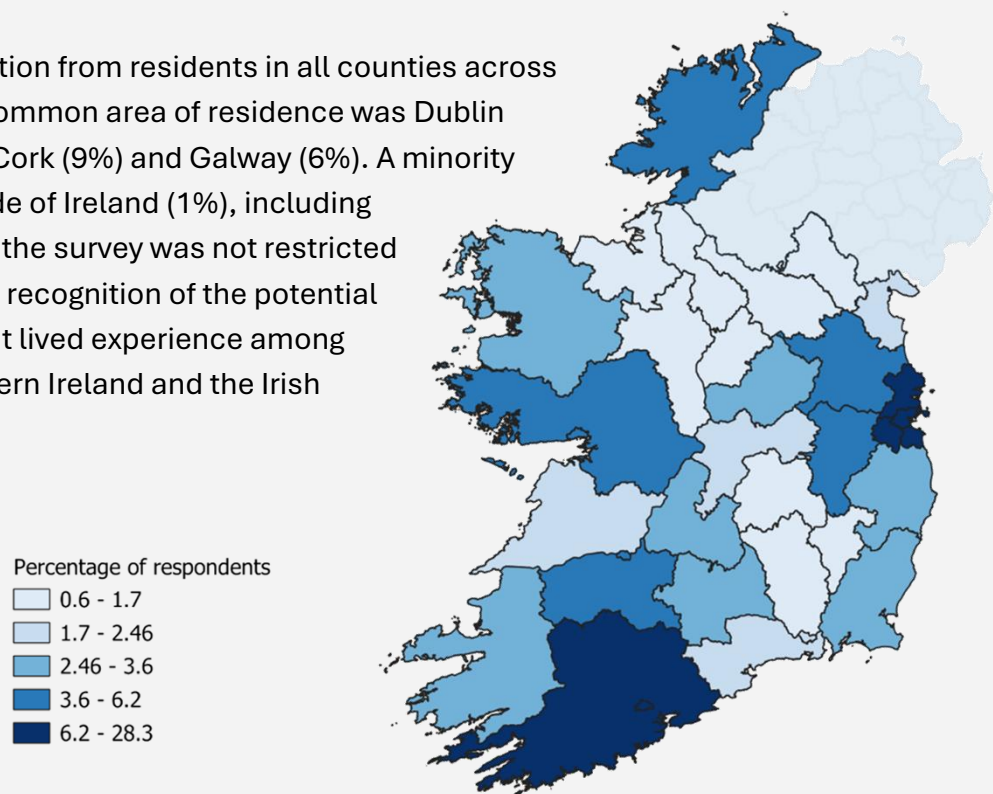 tion from residents in all counties across
ommon area of residence was Dublin
Cork (9%) and Galway (6%). A minority
de of Ireland (1%), including
the survey was not restricted
recognition of the potential
t lived experience among
ern Ireland and the Irish
Percentage of respondents
0.6 - 1.7
1.7 - 2.46
2.46 - 3.6
3.6 - 6.2
6.2 - 28.3